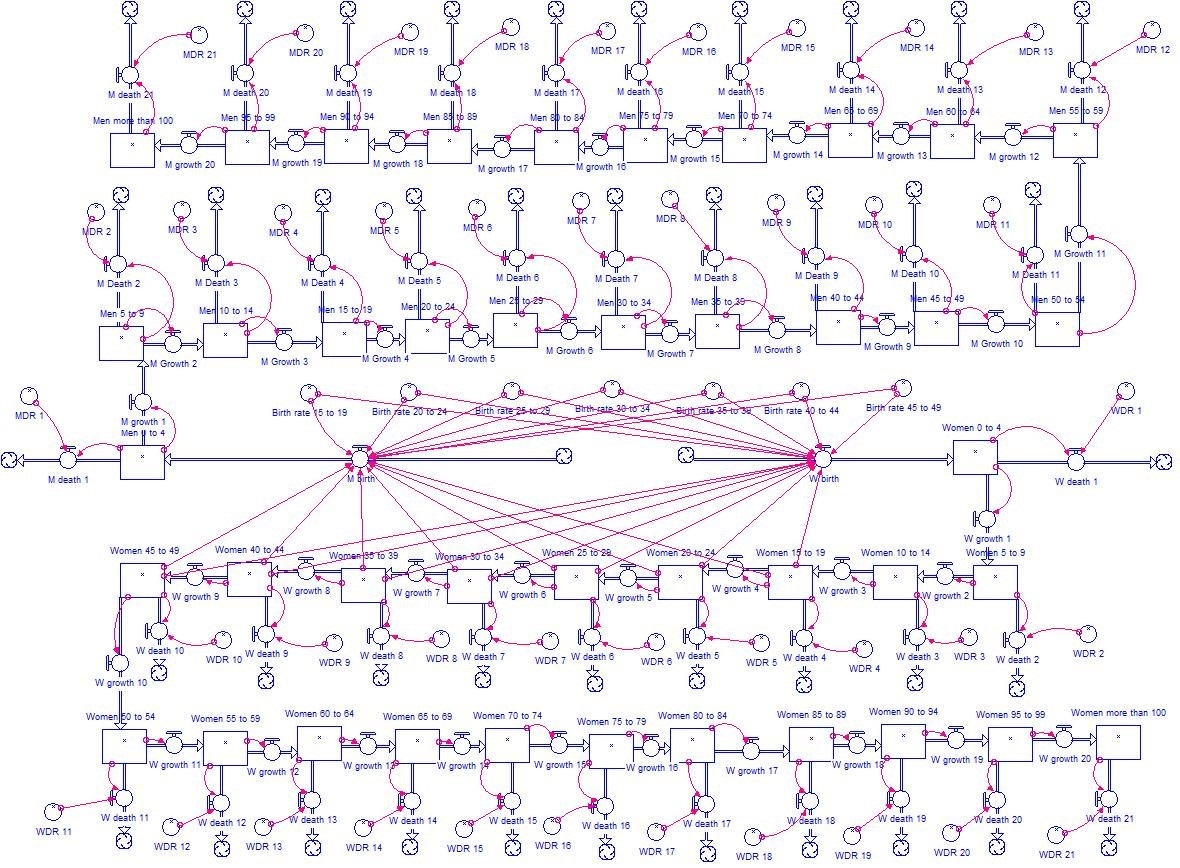 MDR 21
MDR 20
MDR 19
MDR 18
MDR 17
MDR 16
MDR 15
MDR 14
MDR 13
MDR 12
M death 21
M death 20
M death 19
M death 18
M death 17
M death 16
M death 15
M death 14
M death 13
M death 12
Men more than 100
Men 95 to 99
Men 90 to 94
Men 85 to 89
Men 80 to 84
Men 75 to 79
Men 70 to 74
Men 65 to 69
Men 60 to 64
Men 55 to 59
M growth 20
M growth 19
M growth 18
M growth 17
M growth 16
M growth 15
M growth 14
M growth 13
M growth 12
MDR 2
MDR 3
MDR 4
MDR 5
MDR 6
MDR 7
MDR 8
MDR 9
MDR 10
MDR 11
M Growth 11
M Death 2
M Death 3
M Death 4
M Death 5
M Death 6
M Death 7
M Death 8
M Death 9
M Death 10
M Death 11
Men 5 to 9
Men 10 to 14
Men 15 to 19
Men 20 to 24
Men 25 to 29
Men 30 to 34
Men 35 to 39
Men 40 to 44
Men 45 to 49
Men 50 to 54
M Growth 2
M Growth 3
M Growth 4
M Growth 5
M Growth 6
M Growth 7
M Growth 8
M Growth 9
M Growth 10
MDR 1
M growth 1
Men 0 to 4
M death 1
Birth rate 15 to 19
Birth rate 20 to 24
Birth rate 25 to 29
Birth rate 30 to 34
Birth rate 35 to 39
Birth rate 40 to 44
Birth rate 45 to 49
WDR 1
Women 0 to 4
M birth
W birth
W death 1
W growth 1
Women 45 to 49
Women 40 to 44
Women 35 to 39
Women 30 to 34
Women 25 to 29
Women 20 to 24
Women 15 to 19
Women 10 to 14
Women 5 to 9
W growth 9
W growth 8
W growth 7
W growth 6
W growth 5
W growth 4
W growth 3
W growth 2
W death 10
WDR 10
W death 9
WDR 9
W death 8
WDR 8
W death 7
WDR 7
W death 6
WDR 6
W death 5
WDR 5
W death 4
WDR 4
W death 3
WDR 3
W death 2
WDR 2
W growth 10
Women 50 to 54
Women 55 to 59
Women 60 to 64
Women 65 to 69
Women 70 to 74
Women 75 to 79
Women 80 to 84
Women 85 to 89
Women 90 to 94
Women 95 to 99
Women more than 100
W growth 11
W growth 12
W growth 13
W growth 14
W growth 15
W growth 16
W growth 17
W growth 18
W growth 19
W growth 20
W death 11
W death 12
W death 13
W death 14
W death 15
W death 16
W death 17
W death 18
W death 19
W death 20
W death 21
WDR 11
WDR 12
WDR 13
WDR 14
WDR 15
WDR 16
WDR 17
WDR 18
WDR 19
WDR 20
WDR 21